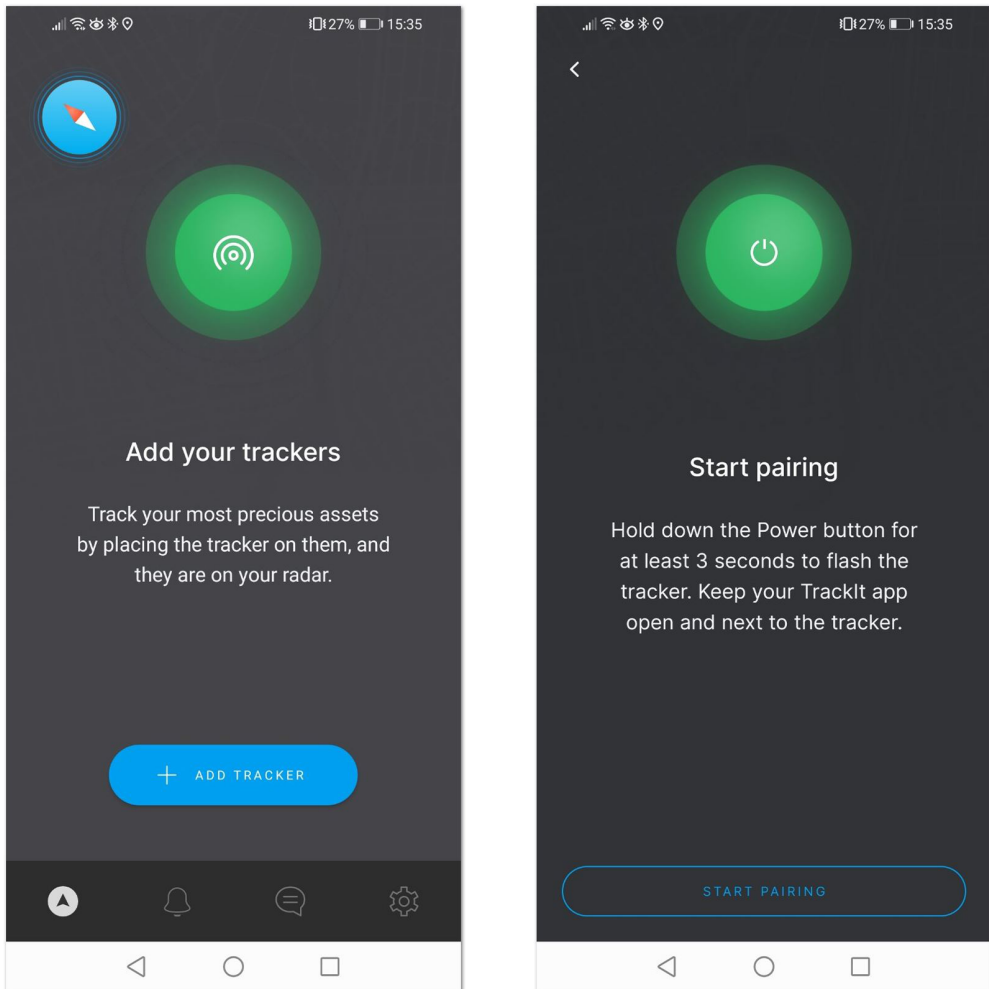 27% 15:35
Add your trackers
Track your most precious assets
by placing the tracker on them, and
they are on your radar.
ADD TRACKER
27% 15:35
Start pairing
Hold down the Power button for
at least 3 seconds to flash the
tracker. Keep your TrackIt app
open and next to the tracker.
START PAIRING